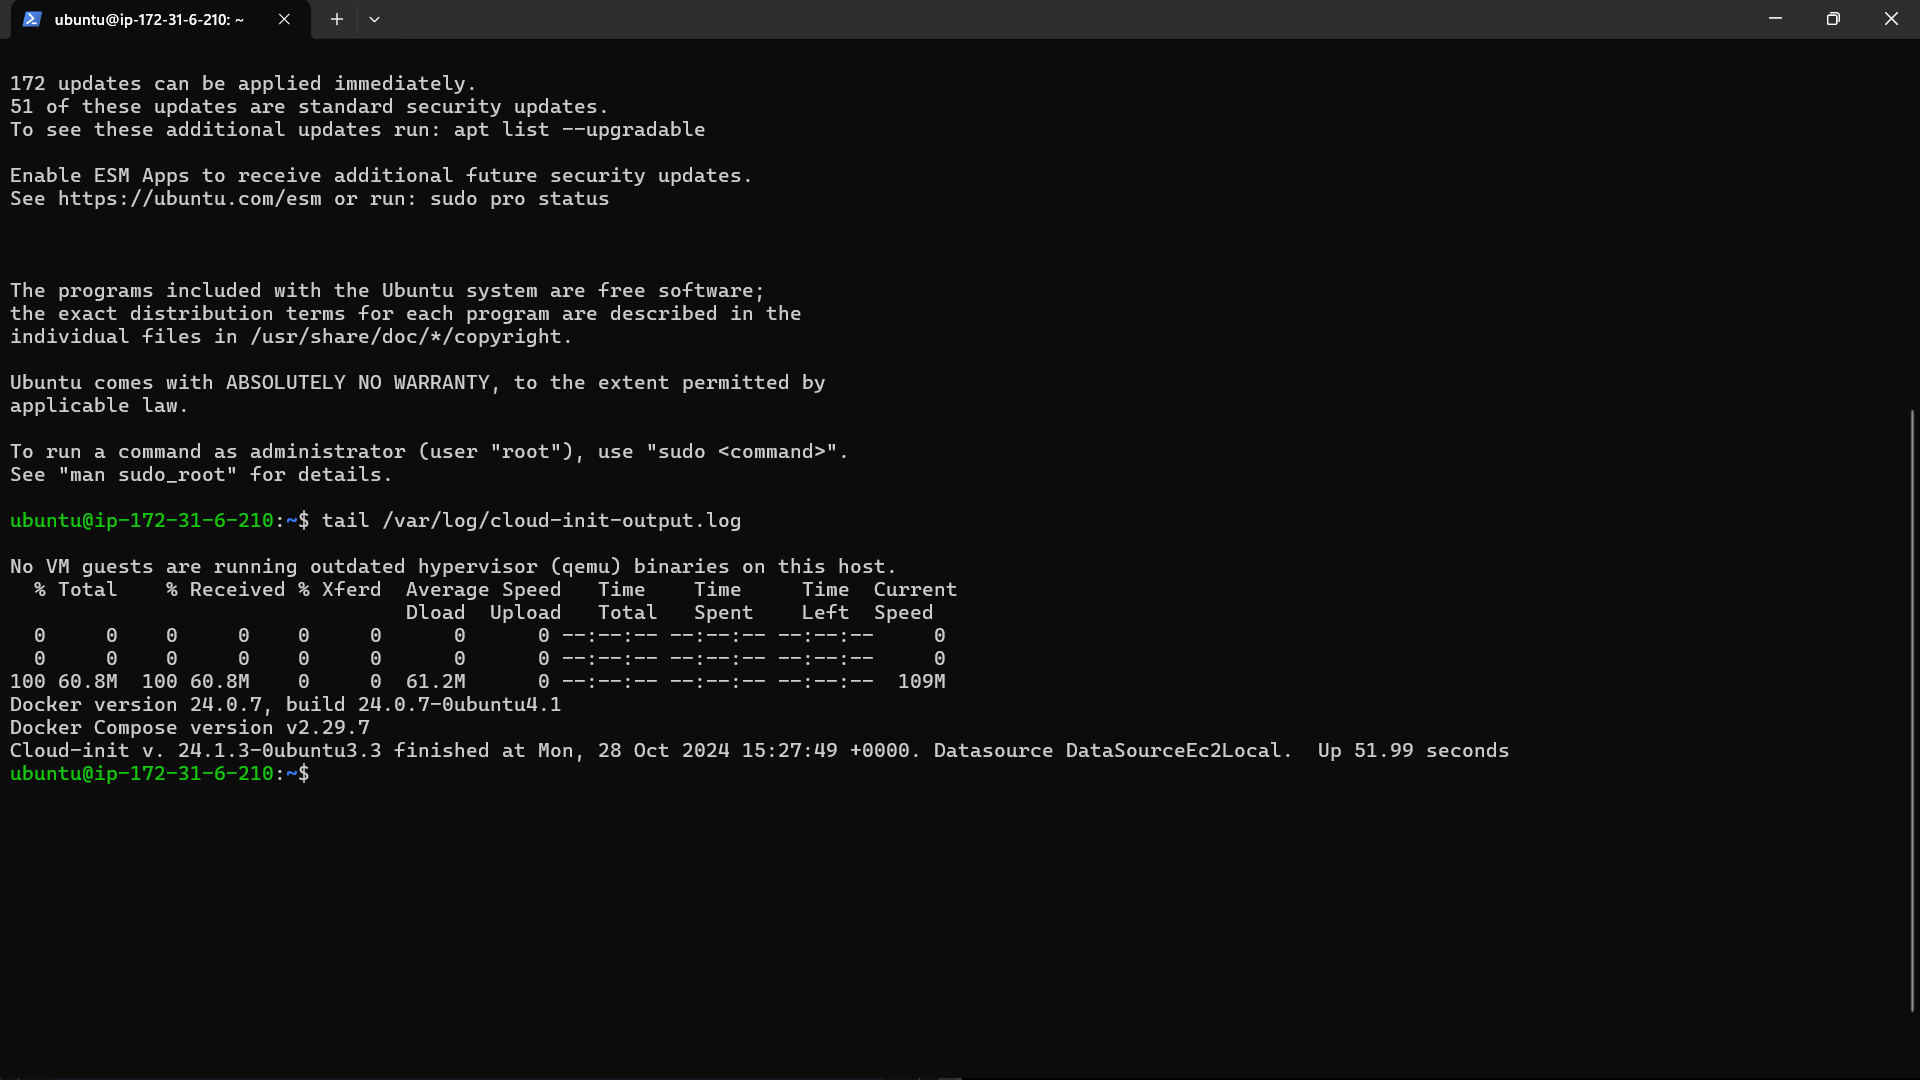 ubuntu@ip-172-31-6-210: ~
172 updates can be applied immediately.
51 of these updates are standard security updates.
To see these additional updates run: apt list --upgradable
Enable ESM Apps to receive additional future security updates.
See https://ubuntu.com/esm or run: sudo pro status
The programs included with the Ubuntu system are free software;
the exact distribution terms for each program are described in the
individual files in /usr/share/doc/*/copyright.
Ubuntu comes with ABSOLUTELY NO WARRANTY, to the extent permitted by
applicable law.
To run a command as administrator (user "root"), use "sudo <command>".
See "man sudo_root" for details.
ubuntu@ip-172-31-6-210:~$ tail /var/log/cloud-init-output.log
No VM guests are running outdated hypervisor (qemu) binaries on this host.
  % Total    % Received % Xferd  Average Speed   Time    Time     Time  Current
                                 Dload  Upload   Total   Spent    Left  Speed
  0     0    0     0    0     0      0      0 --:--:-- --:--:-- --:--:--     0
  0     0    0     0    0     0      0      0 --:--:-- --:--:-- --:--:--     0
100 60.8M  100 60.8M    0     0  61.2M      0 --:--:-- --:--:-- --:--:--  109M
Docker version 24.0.7, build 24.0.7-0ubuntu4.1
Docker Compose version v2.29.7
Cloud-init v. 24.1.3-0ubuntu3.3 finished at Mon, 28 Oct 2024 15:27:49 +0000. Datasource DataSourceEc2Local.  Up 51.99 seconds
ubuntu@ip-172-31-6-210:~$